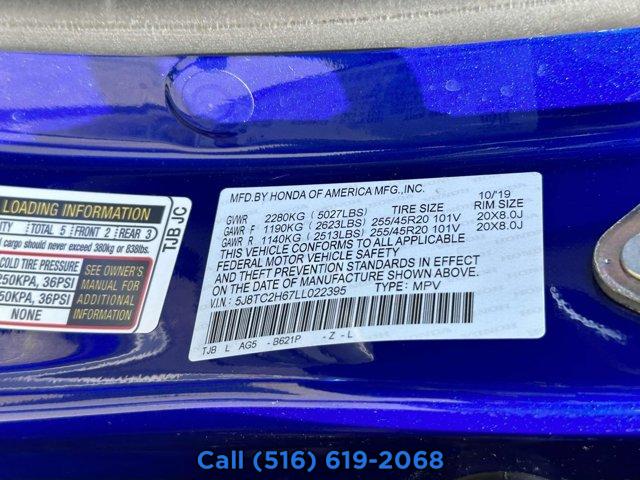 MFD.BY HONDA OF AMERICA MFG.,INC. 10/19
GVWR 2280KG (5027LBS) TIRE SIZE RIM SIZE
GAWR F 1190KG (2623LBS) 255/45R20 101V 20X8.0J
GAWR R 1140KG (2513LBS) 255/45R20 101V 20X8.0J
THIS VEHICLE CONFORMS TO ALL APPLICABLE
FEDERAL MOTOR VEHICLE SAFETY
AND THEFT PREVENTION STANDARDS IN EFFECT
ON THE DATE OF MANUFACTURE SHOWN ABOVE.
V.I.N.: 5J8TC2H67LL022395 TYPE: MPV
TJB L AG5 - B621P - Z - L
LOADING INFORMATION
TOTAL 5 FRONT 2 REAR 3
cargo should never exceed 380kg or 838lbs.
COLD TIRE PRESSURE
250KPA, 36PSI
250KPA, 36PSI
NONE
SEE OWNER'S
MANUAL FOR
ADDITIONAL
INFORMATION
TJB JC
Call (516) 619-2068